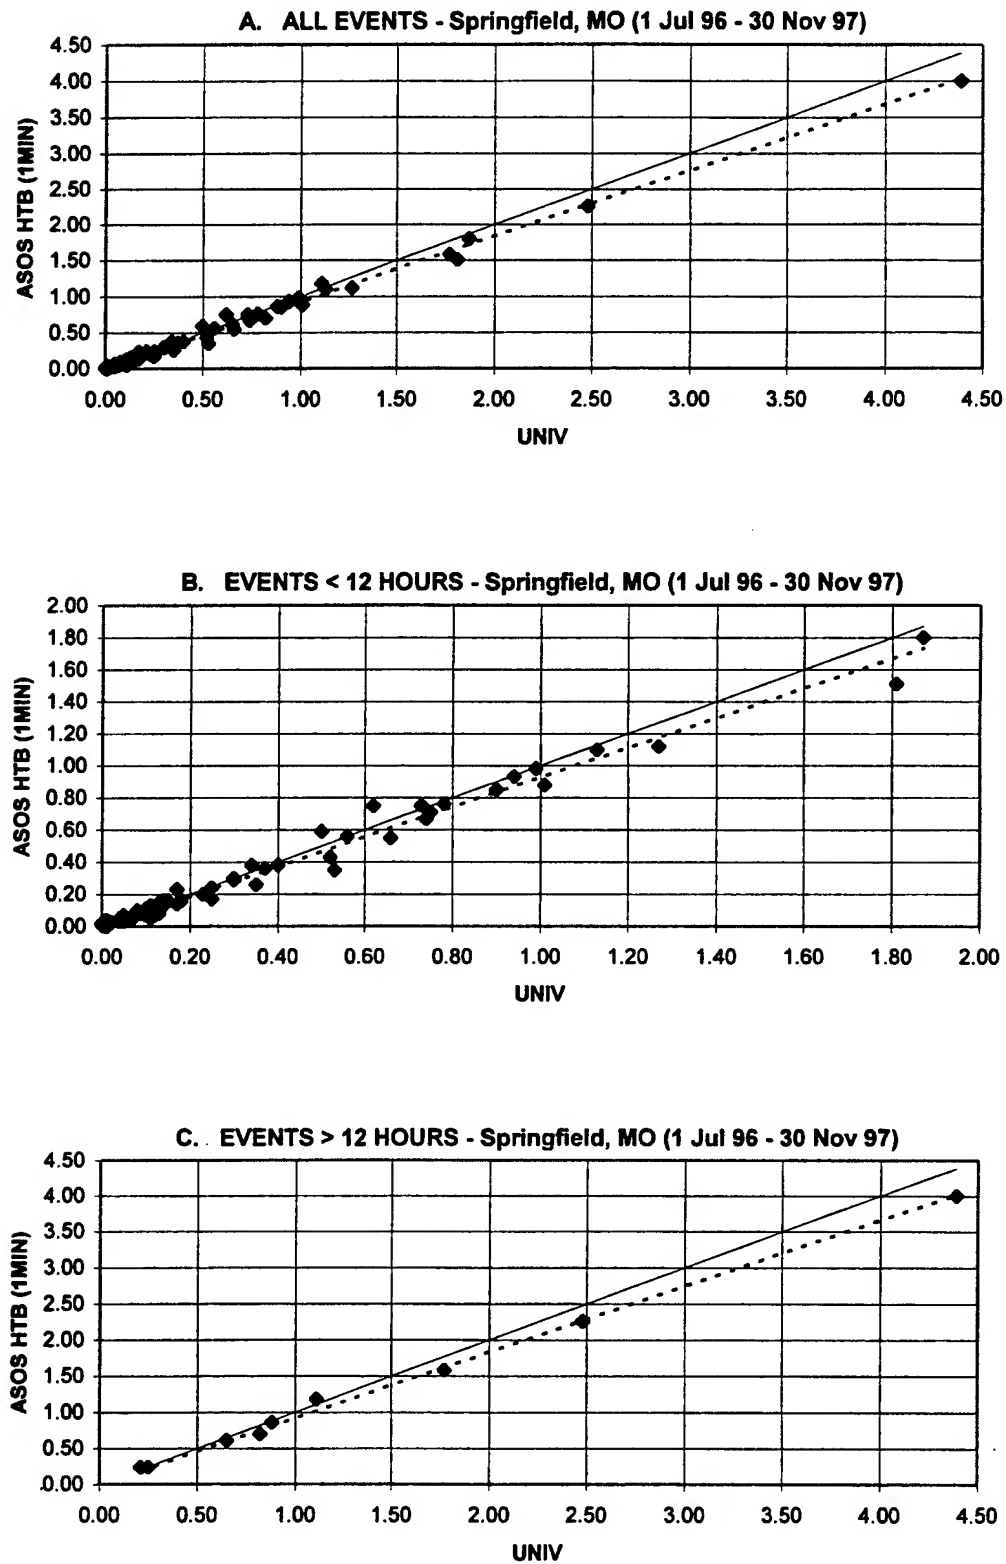 A. ALL EVENTS - Springfield, MO (1 Jul 96 - 30 Nov 97)
4.50
4.00
3.50
3.00
2.50
2.00
1.50
1.00
0.50
0.00
ASOS HTB (1MIN)
0.00 0.50 1.00 1.50 2.00 2.50 3.00 3.50 4.00 4.50
UNIV
B. EVENTS < 12 HOURS - Springfield, MO (1 Jul 96 - 30 Nov 97)
2.00
1.80
1.60
1.40
1.20
1.00
0.80
0.60
0.40
0.20
0.00
ASOS HTB (1MIN)
0.00 0.20 0.40 0.60 0.80 1.00 1.20 1.40 1.60 1.80 2.00
UNIV
C. EVENTS > 12 HOURS - Springfield, MO (1 Jul 96 - 30 Nov 97)
4.50
4.00
3.50
3.00
2.50
2.00
1.50
1.00
0.50
0.00
ASOS HTB (1MIN)
0.00 0.50 1.00 1.50 2.00 2.50 3.00 3.50 4.00 4.50
UNIV